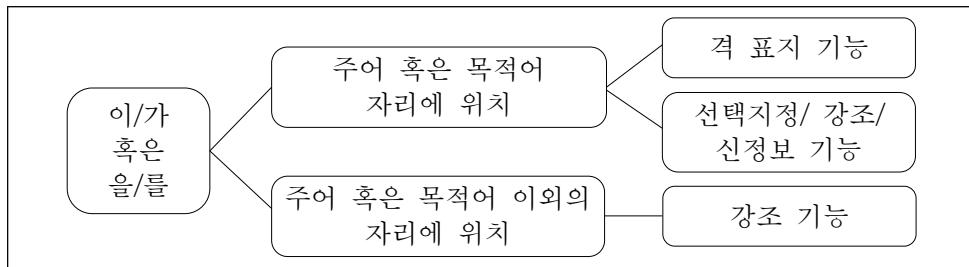 이/가
혹은
을/를
주어 혹은 목적어
자리에 위치
격 표지 기능
선택지정/ 강조/
신정보 기능
주어 혹은 목적어 이외의
자리에 위치
강조 기능